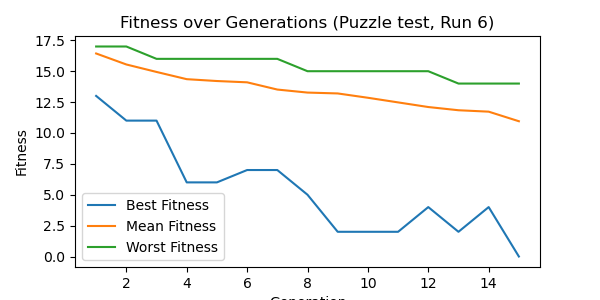 Fitness over Generations (Puzzle test, Run 6)
17.5
15.0
12.5
10.0
7.5
5.0
2.5
0.0
Fitness
Best Fitness
Mean Fitness
Worst Fitness
2 4 6 8 10 12 14
Generation